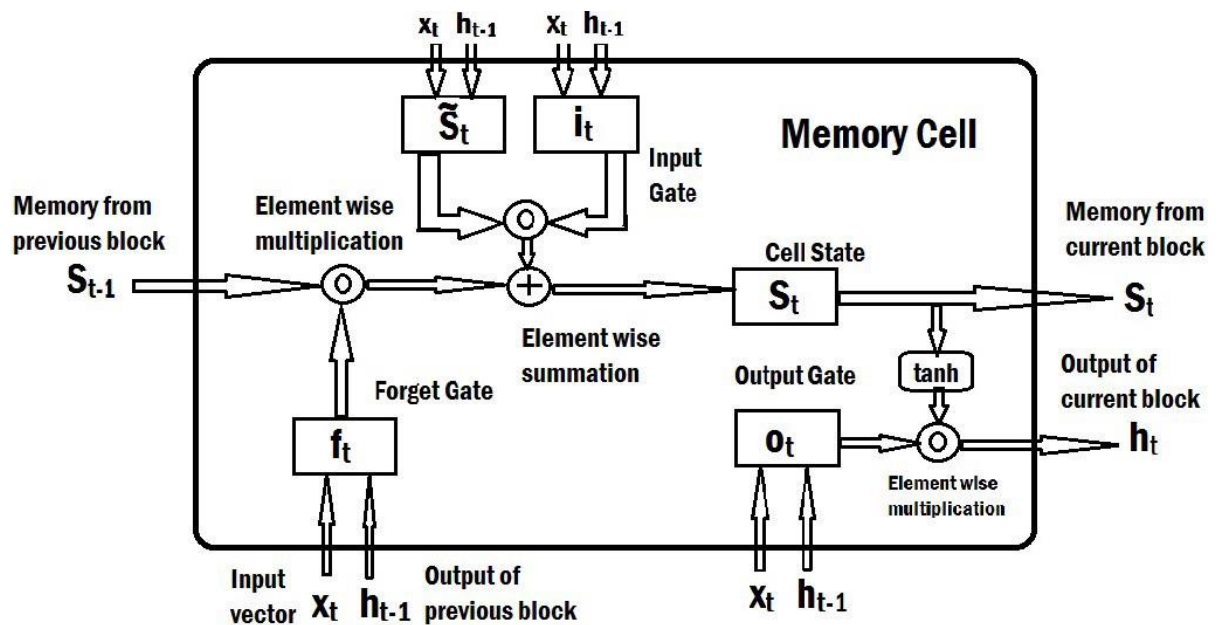 xₜ hₜ₋₁ xₜ hₜ₋₁
S̃ₜ iₜ
Memory Cell
Input
Gate
Memory from
previous block
Sₜ₋₁
Element wise
multiplication
Element wise
summation
Cell State
Sₜ
Memory from
current block
Sₜ
tanh
Output of
current block
hₜ
Forget Gate
fₜ
Output Gate
oₜ
Element wise
multiplication
Input
vector xₜ hₜ₋₁
Output of
previous block
xₜ hₜ₋₁